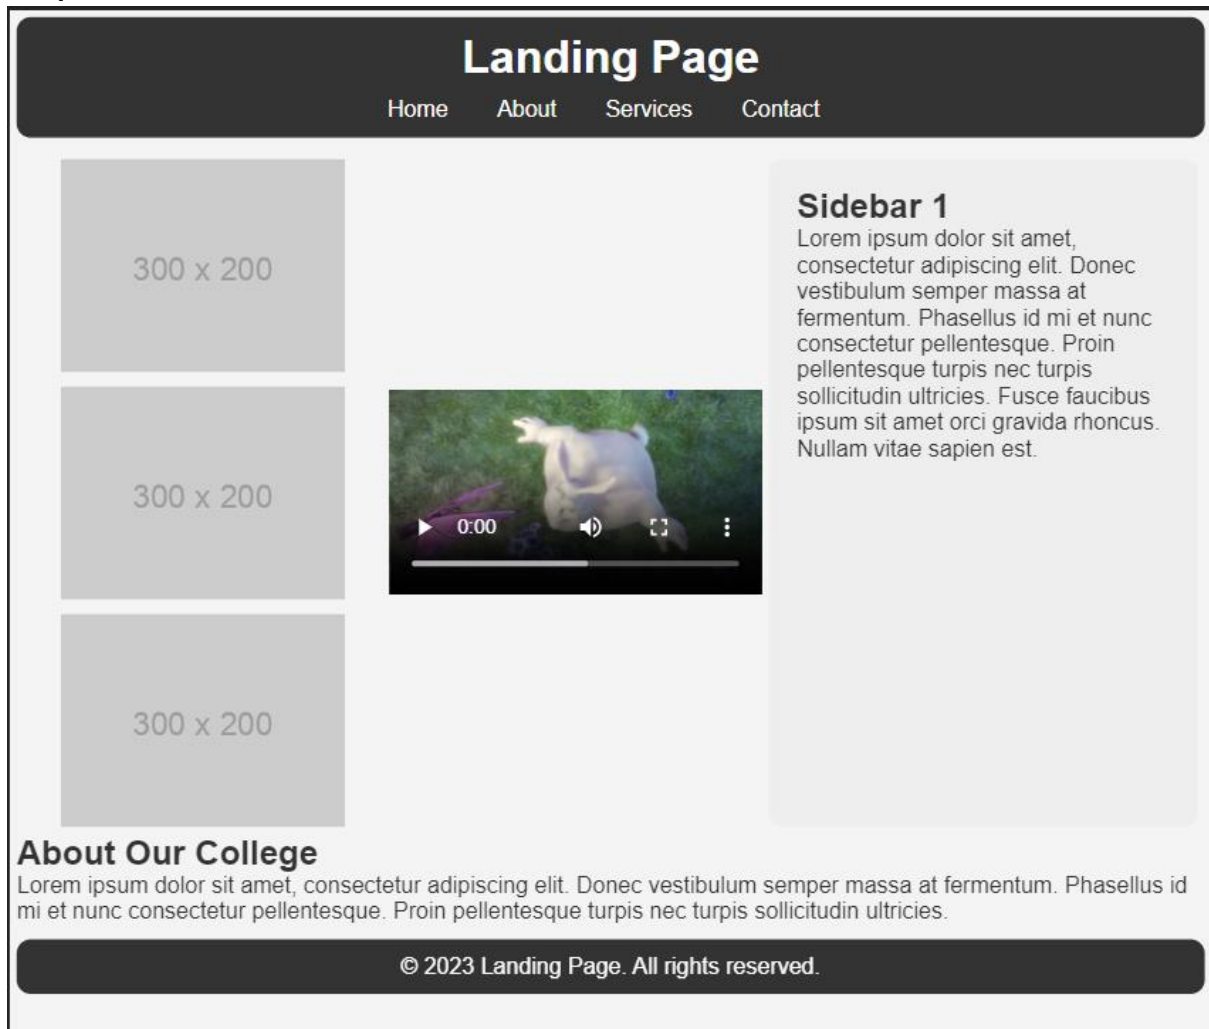 Landing Page
Home About Services Contact
300 x 200
300 x 200
300 x 200
0:00
Sidebar 1
Lorem ipsum dolor sit amet,
consectetur adipiscing elit. Donec
vestibulum semper massa at
fermentum. Phasellus id mi et nunc
consectetur pellentesque. Proin
pellentesque turpis nec turpis
sollicitudin ultricies. Fusce faucibus
ipsum sit amet orci gravida rhoncus.
Nullam vitae sapien est.
About Our College
Lorem ipsum dolor sit amet, consectetur adipiscing elit. Donec vestibulum semper massa at fermentum. Phasellus id
mi et nunc consectetur pellentesque. Proin pellentesque turpis nec turpis sollicitudin ultricies.
© 2023 Landing Page. All rights reserved.